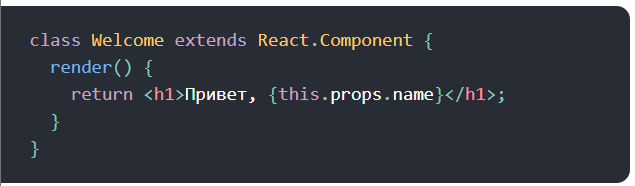 class Welcome extends React.Component {
  render() {
    return <h1>Привет, {this.props.name}</h1>;
  }
}